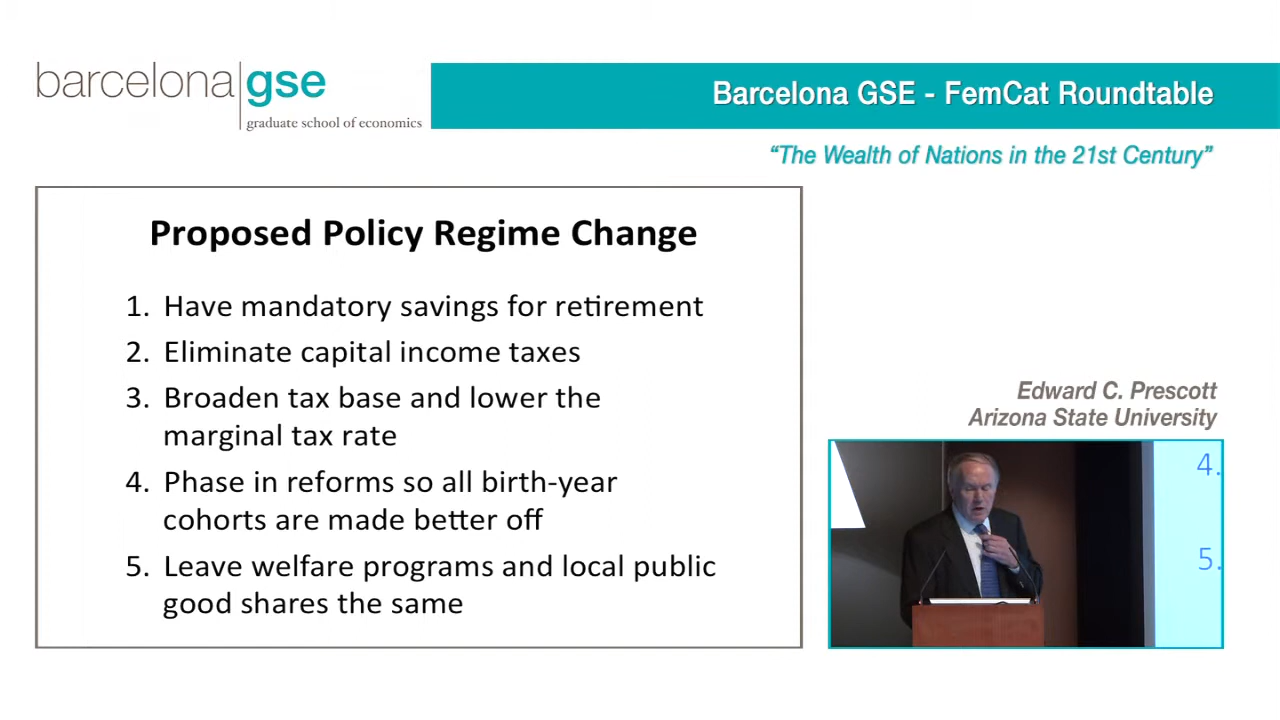 barcelona gse
graduate school of economics
Barcelona GSE - FemCat Roundtable
“The Wealth of Nations in the 21st Century”
Proposed Policy Regime Change
1. Have mandatory savings for retirement
2. Eliminate capital income taxes
3. Broaden tax base and lower the
marginal tax rate
4. Phase in reforms so all birth-year
cohorts are made better off
5. Leave welfare programs and local public
good shares the same
Edward C. Prescott
Arizona State University
4.
5.